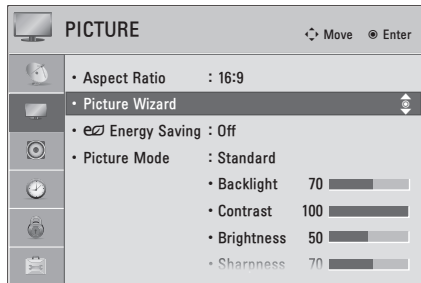 PICTURE
Move Enter
• Aspect Ratio : 16:9
• Picture Wizard
• Energy Saving : Off
• Picture Mode : Standard
• Backlight 70
• Contrast 100
• Brightness 50
• Sharpness 70